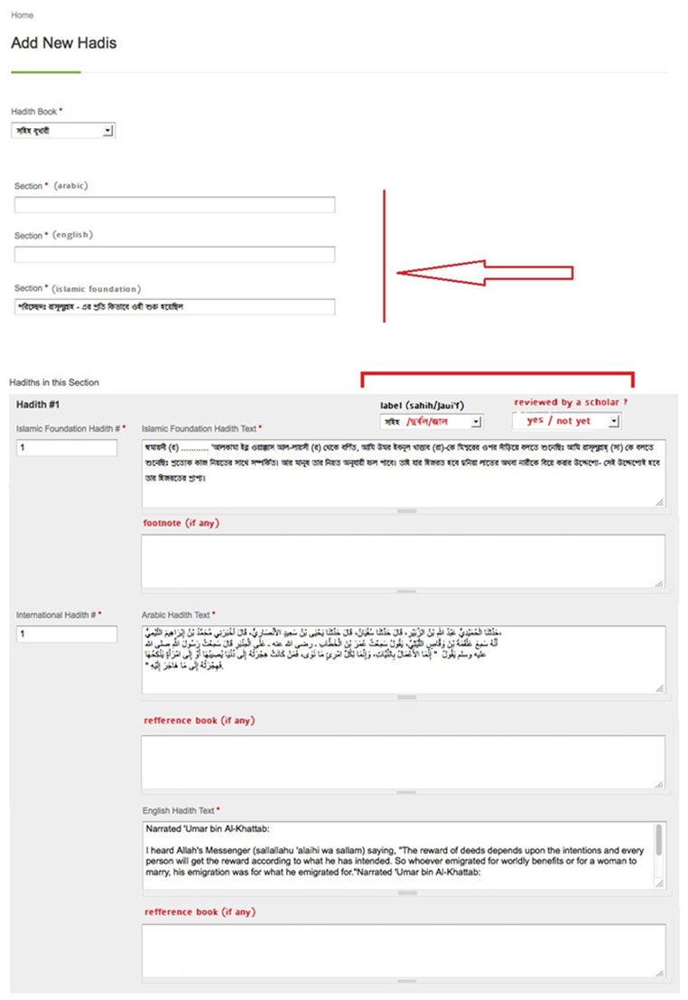 Home
Add New Hadis
Hadith Book *
সহিহ বুখারী
Section * (arabic)
Section * (english)
Section * (islamic foundation)
পরিচ্ছেদঃ রাসূলুল্লাহ - এর প্রতি কিভাবে ওহী শুরু হয়েছিল
Hadiths in this Section
Hadith #1
label (sahih/Jaui'f)
reviewed by a scholar ?
সহিহ /দুর্বল/জাল
yes / not yet
Islamic Foundation Hadith # *
Islamic Foundation Hadith Text *
1
হুমায়দী (র) ........... 'আলকামা ইব্ন ওয়াক্কাস আল-লায়সী (র) থেকে বর্ণিত, আমি উমর ইবনুল খাত্তাব (রা)-কে মিম্বরের ওপর দাঁড়িয়ে বলতে শুনেছিঃ আমি রাসূলুল্লাহ্ (সা) কে বলতে
শুনেছিঃ প্রত্যেক কাজ নিয়তের সাথে সম্পর্কিত। আর মানুষ তার নিয়ত অনুযায়ী ফল পাবে। তাই যার হিজরত হবে দুনিয়া লাভের অথবা নারীকে বিয়ে করার উদ্দেশ্যে- সেই উদ্দেশ্যেই হবে
তার হিজরতের প্রাপ্য।
footnote (if any)
International Hadith # *
Arabic Hadith Text *
1
حَدَّثَنَا الْحُمَيْدِيُّ عَبْدُ اللَّهِ بْنُ الزُّبَيْرِ، قَالَ حَدَّثَنَا سُفْيَانُ، قَالَ حَدَّثَنَا يَحْيَى بْنُ سَعِيدٍ الأَنْصَارِيُّ، قَالَ أَخْبَرَنِي مُحَمَّدُ بْنُ إِبْرَاهِيمَ التَّيْمِيُّ،
أَنَّهُ سَمِعَ عَلْقَمَةَ بْنَ وَقَّاصٍ اللَّيْثِيَّ، يَقُولُ سَمِعْتُ عُمَرَ بْنَ الْخَطَّابِ ـ رضى الله عنه ـ عَلَى الْمِنْبَرِ قَالَ سَمِعْتُ رَسُولَ اللَّهِ صلى الله
عليه وسلم يَقُولُ " إِنَّمَا الأَعْمَالُ بِالنِّيَّاتِ، وَإِنَّمَا لِكُلِّ امْرِئٍ مَا نَوَى، فَمَنْ كَانَتْ هِجْرَتُهُ إِلَى دُنْيَا يُصِيبُهَا أَوْ إِلَى امْرَأَةٍ يَنْكِحُهَا
فَهِجْرَتُهُ إِلَى مَا هَاجَرَ إِلَيْهِ. "
refference book (if any)
English Hadith Text *
Narrated 'Umar bin Al-Khattab:
I heard Allah's Messenger (sallallahu 'alaihi wa sallam) saying, "The reward of deeds depends upon the intentions and every
person will get the reward according to what he has intended. So whoever emigrated for worldly benefits or for a woman to
marry, his emigration was for what he emigrated for."Narrated 'Umar bin Al-Khattab:
refference book (if any)